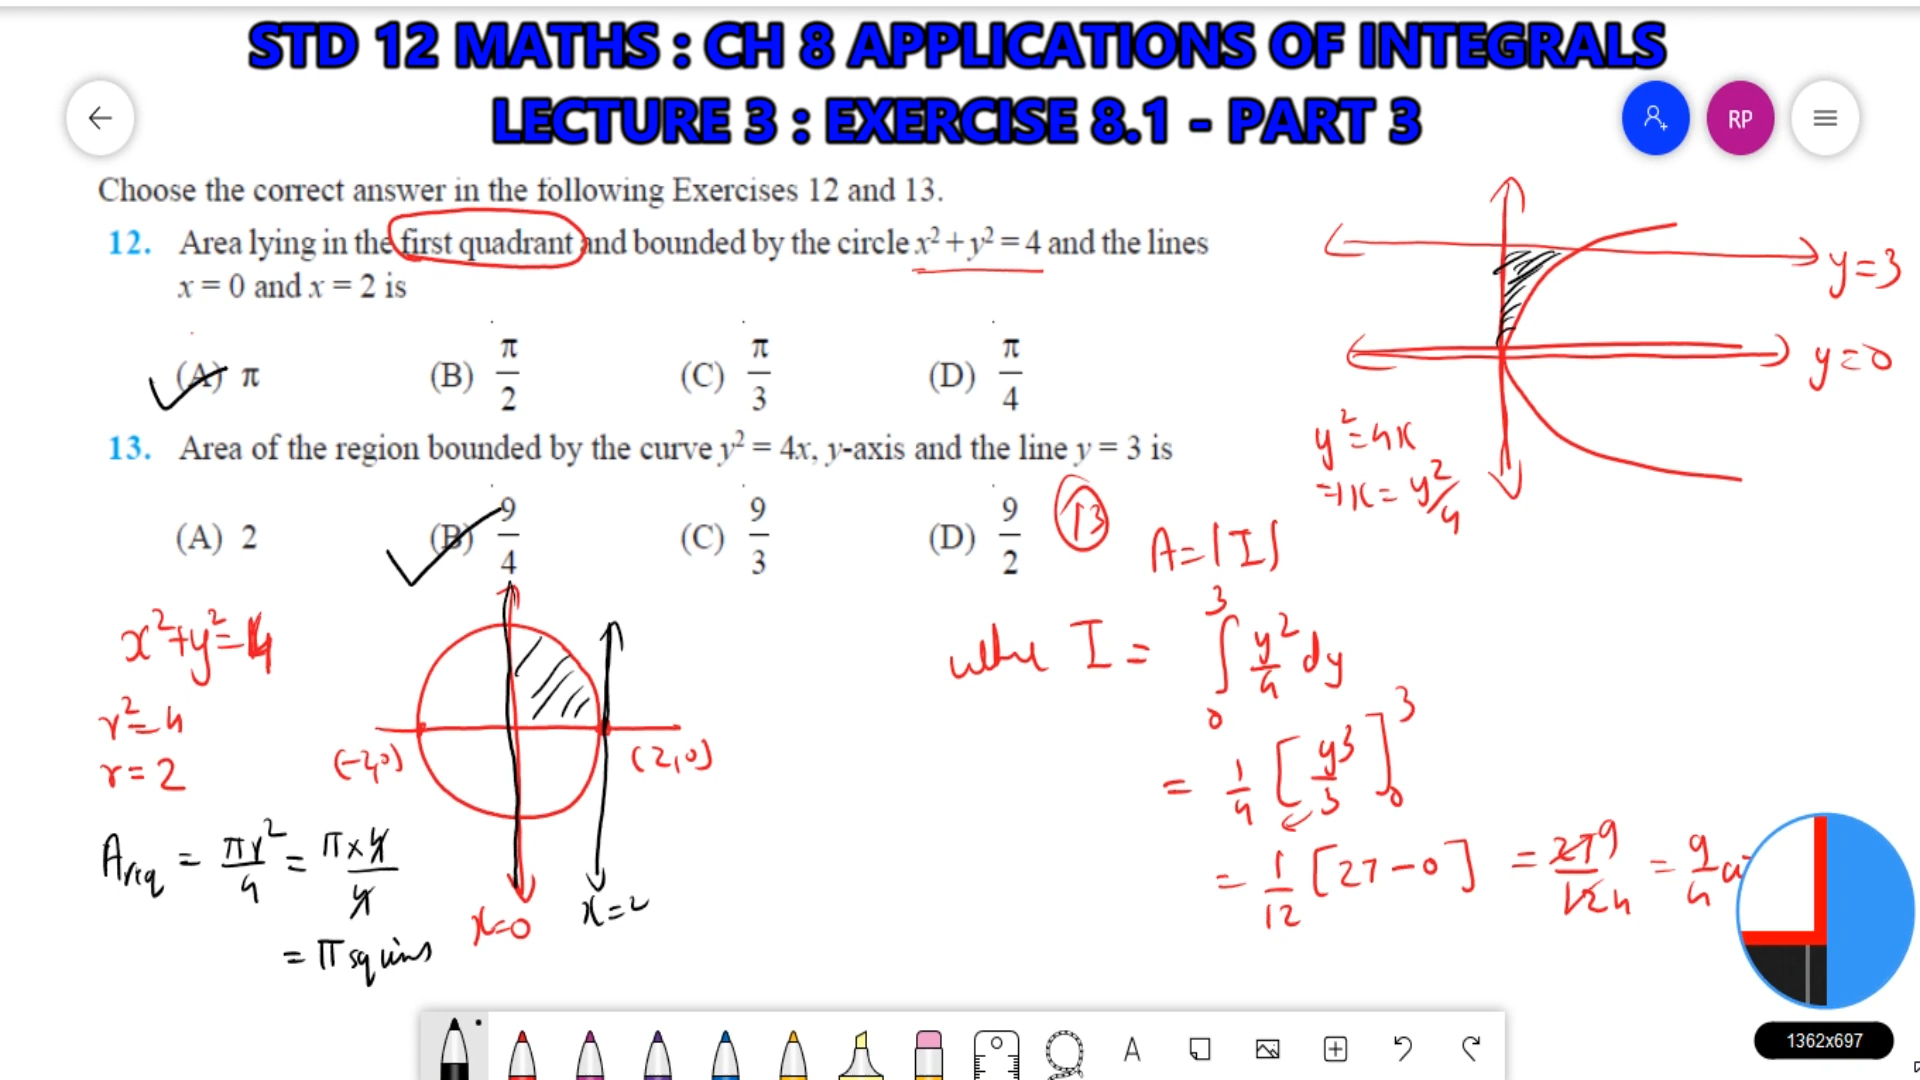 STD 12 MATHS : CH 8 APPLICATIONS OF INTEGRALS
LECTURE 3 : EXERCISE 8.1 - PART 3
RP
Choose the correct answer in the following Exercises 12 and 13.
12. Area lying in the first quadrant and bounded by the circle x² + y² = 4 and the lines
x = 0 and x = 2 is
(A) π (B) π/2 (C) π/3 (D) π/4
13. Area of the region bounded by the curve y² = 4x, y-axis and the line y = 3 is
(A) 2 (B) 9/4 (C) 9/3 (D) 9/2
y=3
y=0
y²=4x
⇒x=y²/4
13
A=|I|
where I = ∫₀³ y²/4 dy
= 1/4 [y³/3]₀³
= 1/12 [27-0] = 27/12 9/4 = 9/4
x²+y²=4
r²=4
r=2
(-2,0)
(2,0)
x=0
x=2
Areq = πr²/4 = π×4/4
= π sq units
A
1362x697